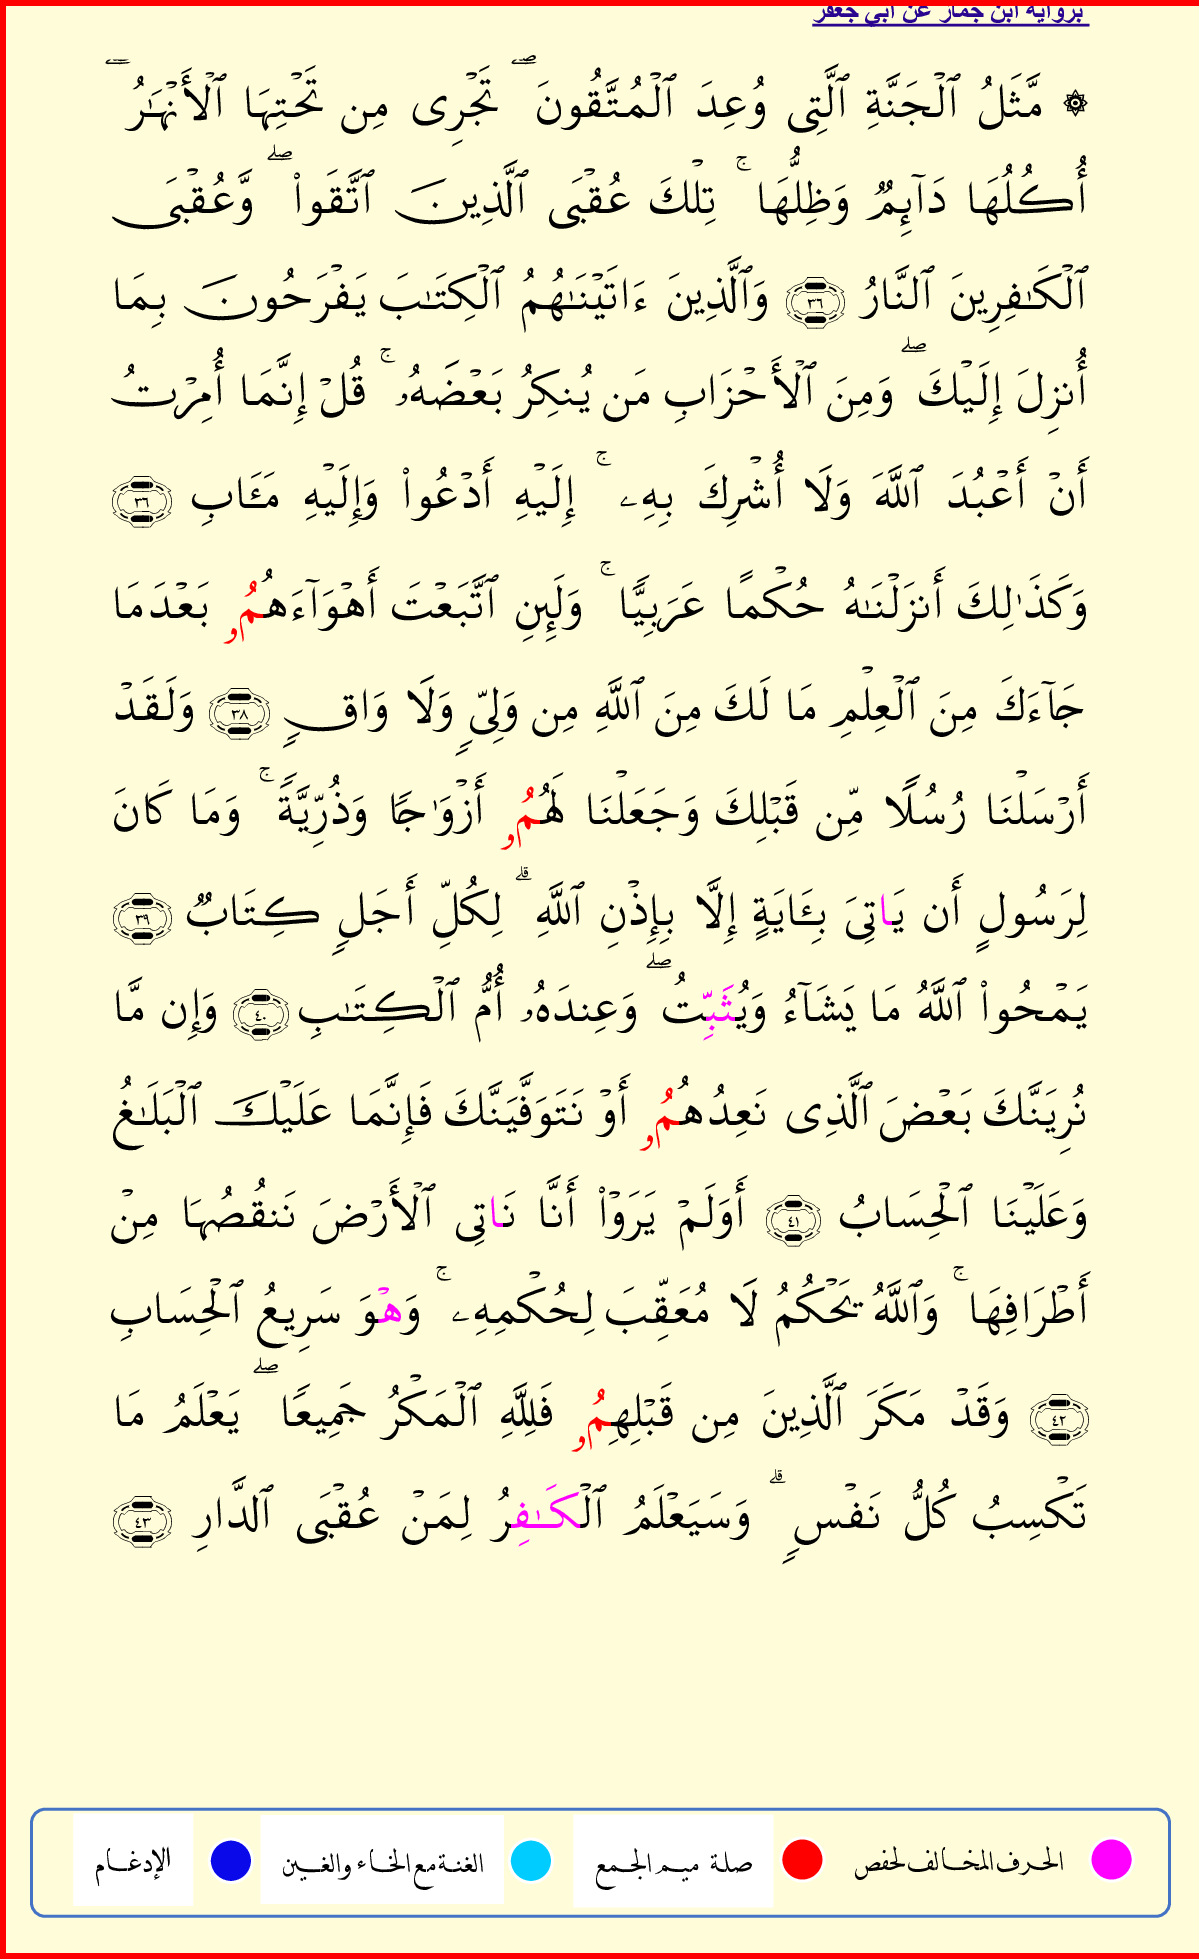 برواية ابن جماز عن أبي جعفر
۞ مَّثَلُ ٱلۡجَنَّةِ ٱلَّتِي وُعِدَ ٱلۡمُتَّقُونَۖ تَجۡرِي مِن تَحۡتِهَا ٱلۡأَنۡهَٰرُۖ
أُكُلُهَا دَآئِمٞ وَظِلُّهَاۚ تِلۡكَ عُقۡبَى ٱلَّذِينَ ٱتَّقَواْۖ وَّعُقۡبَى
ٱلۡكَٰفِرِينَ ٱلنَّارُ ٣٦ وَٱلَّذِينَ ءَاتَيۡنَٰهُمُ ٱلۡكِتَٰبَ يَفۡرَحُونَ بِمَا
أُنزِلَ إِلَيۡكَۖ وَمِنَ ٱلۡأَحۡزَابِ مَن يُنكِرُ بَعۡضَهُۥۚ قُلۡ إِنَّمَا أُمِرۡتُ
أَنۡ أَعۡبُدَ ٱللَّهَ وَلَا أُشۡرِكَ بِهِۦۚ إِلَيۡهِ أَدۡعُواْ وَإِلَيۡهِ مَـَٔابِ ٣٦
وَكَذَٰلِكَ أَنزَلۡنَٰهُ حُكۡمًا عَرَبِيّٗاۚ وَلَئِنِ ٱتَّبَعۡتَ أَهۡوَآءَهُمُۥ بَعۡدَمَا
جَآءَكَ مِنَ ٱلۡعِلۡمِ مَا لَكَ مِنَ ٱللَّهِ مِن وَلِيّٖ وَلَا وَاقٖ ٣٨ وَلَقَدۡ
أَرۡسَلۡنَا رُسُلٗا مِّن قَبۡلِكَ وَجَعَلۡنَا لَهُمُۥ أَزۡوَٰجٗا وَذُرِّيَّةٗۚ وَمَا كَانَ
لِرَسُولٍ أَن يَاتِيَ بِـَٔايَةٍ إِلَّا بِإِذۡنِ ٱللَّهِۗ لِكُلِّ أَجَلٖ كِتَابٞ ٣٩
يَمۡحُواْ ٱللَّهُ مَا يَشَآءُ وَيُثَبِّتُۖ وَعِندَهُۥ أُمُّ ٱلۡكِتَٰبِ ٤٠ وَإِن مَّا
نُرِيَنَّكَ بَعۡضَ ٱلَّذِي نَعِدُهُمُۥ أَوۡ نَتَوَفَّيَنَّكَ فَإِنَّمَا عَلَيۡكَ ٱلۡبَلَٰغُ
وَعَلَيۡنَا ٱلۡحِسَابُ ٤١ أَوَلَمۡ يَرَوۡاْ أَنَّا نَاتِي ٱلۡأَرۡضَ نَنقُصُهَا مِنۡ
أَطۡرَافِهَاۚ وَٱللَّهُ يَحۡكُمُ لَا مُعَقِّبَ لِحُكۡمِهِۦۚ وَهۡوَ سَرِيعُ ٱلۡحِسَابِ
٤٢ وَقَدۡ مَكَرَ ٱلَّذِينَ مِن قَبۡلِهِمُۥ فَلِلَّهِ ٱلۡمَكۡرُ جَمِيعٗاۖ يَعۡلَمُ مَا
تَكۡسِبُ كُلُّ نَفۡسٖۗ وَسَيَعۡلَمُ ٱلۡكَٰفِرُ لِمَنۡ عُقۡبَى ٱلدَّارِ ٤٣
الحرف المخالف لحفص صلة ميم الجمع الغنة مع الخاء والغين الإدغام